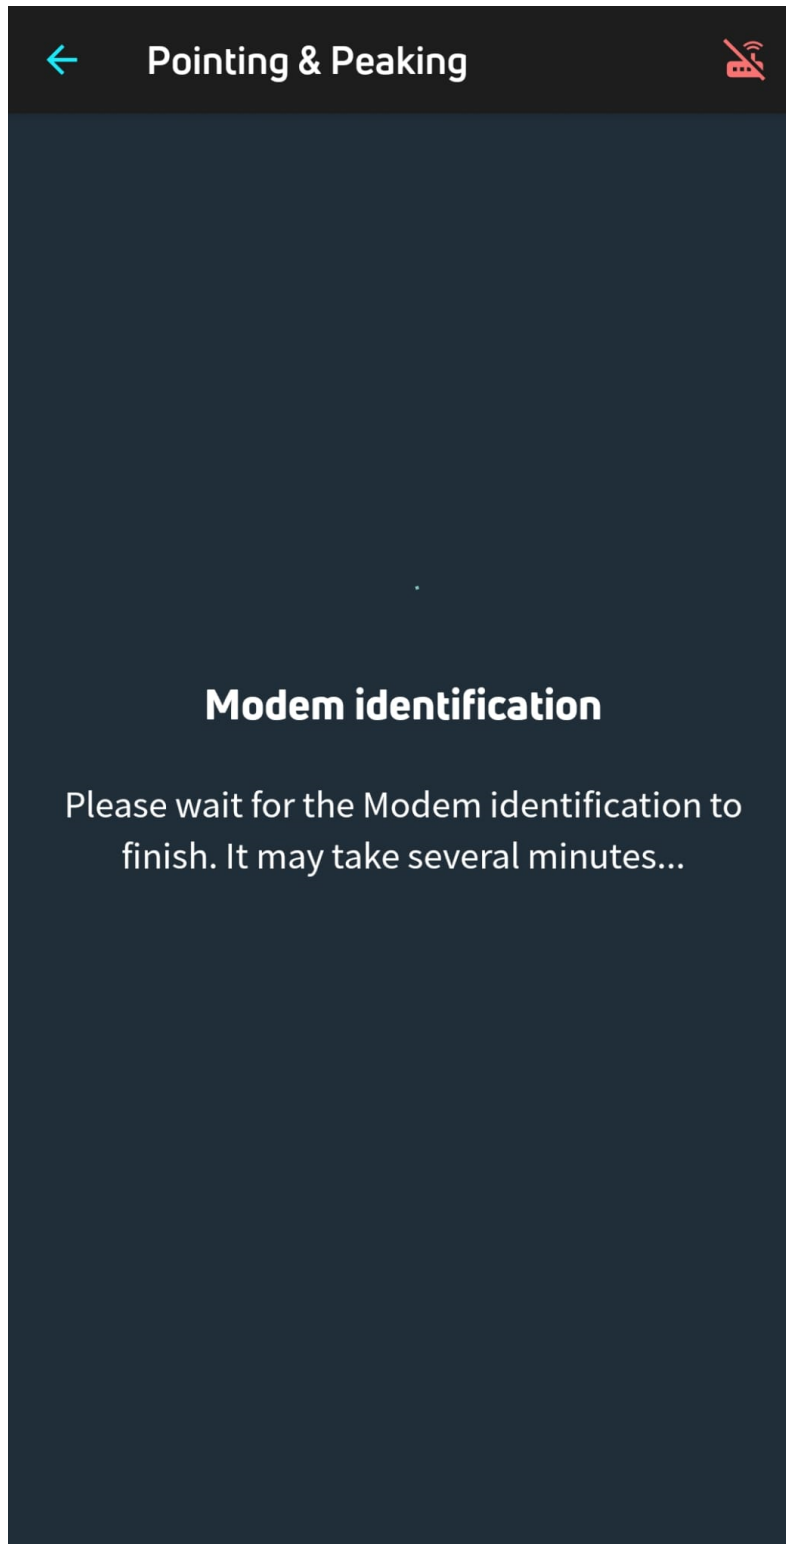 Pointing & Peaking
Modem identification
Please wait for the Modem identification to
finish. It may take several minutes...